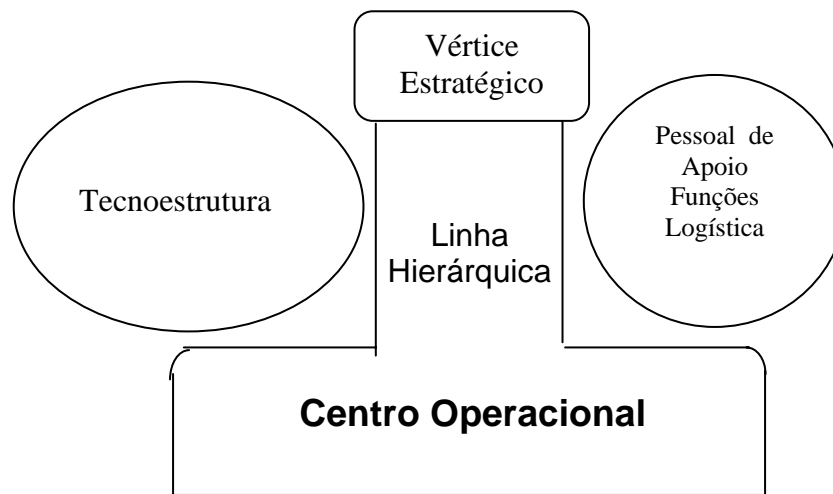 Vértice
Estratégico
Tecnoestrutura
Pessoal de
Apoio
Funções
Logística
Linha
Hierárquica
Centro Operacional